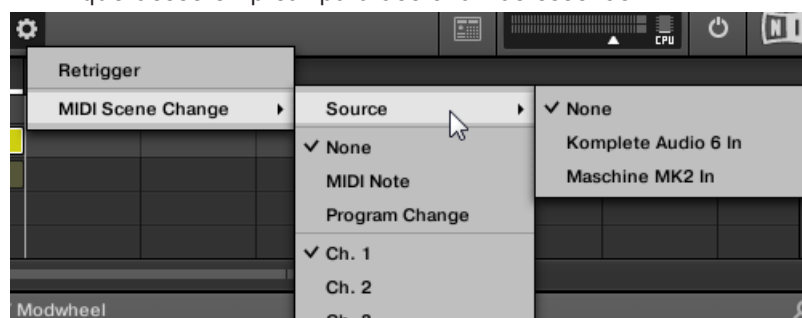 CPU
NI
Retrigger
MIDI Scene Change
Source
None
MIDI Note
Program Change
Ch. 1
Ch. 2
None
Komplete Audio 6 In
Maschine MK2 In
Modwheel